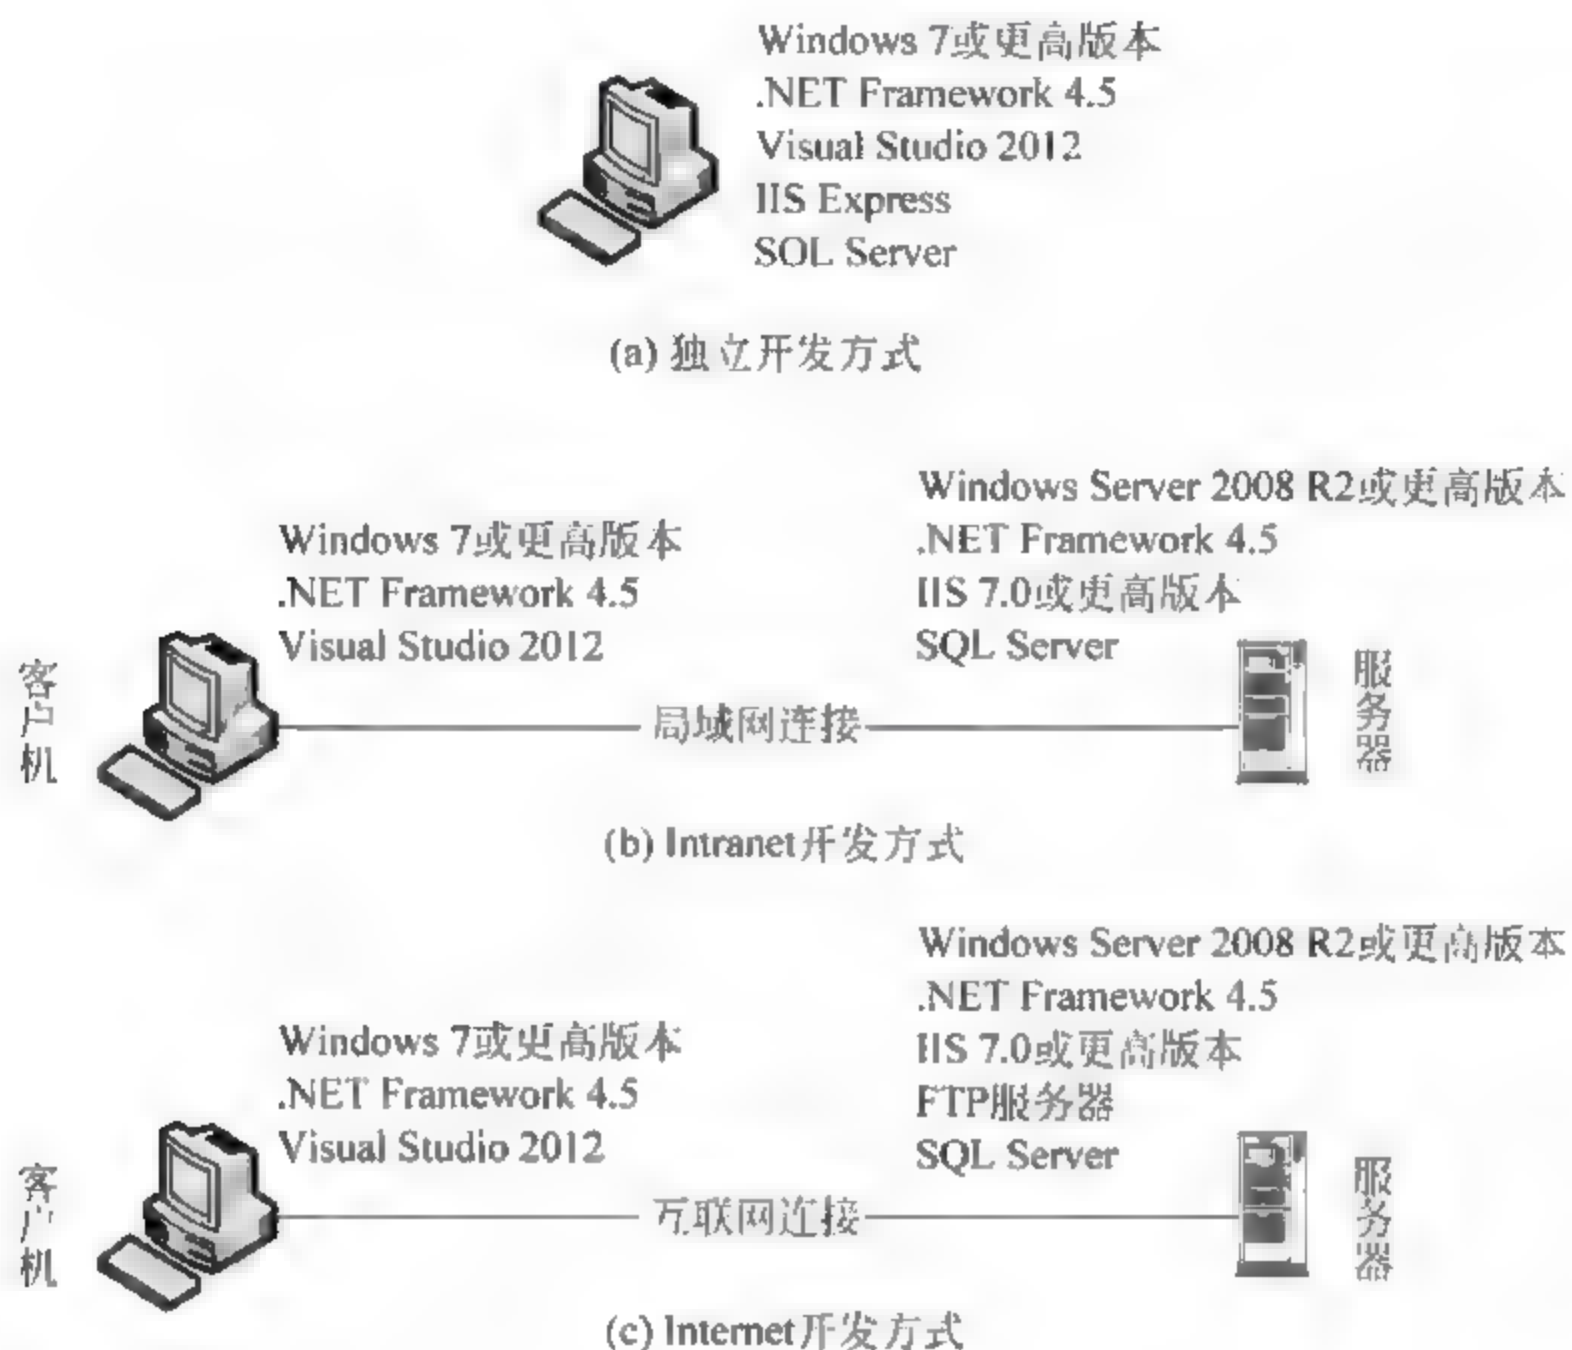 Windows 7或更高版本
.NET Framework 4.5
Visual Studio 2012
IIS Express
SOL Server
(a) 独立开发方式
Windows 7或更高版本
.NET Framework 4.5
Visual Studio 2012
客户机
Windows Server 2008 R2或更高版本
.NET Framework 4.5
IIS 7.0或更高版本
SQL Server
服务器
局域网连接
(b) Intranet开发方式
Windows 7或更高版本
.NET Framework 4.5
Visual Studio 2012
客户机
Windows Server 2008 R2或更高版本
.NET Framework 4.5
IIS 7.0或更高版本
FTP服务器
SQL Server
服务器
互联网连接
(c) Internet开发方式